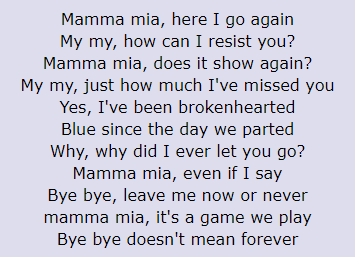 Mamma mia, here I go again
My my, how can I resist you?
Mamma mia, does it show again?
My my, just how much I've missed you
Yes, I've been brokenhearted
Blue since the day we parted
Why, why did I ever let you go?
Mamma mia, even if I say
Bye bye, leave me now or never
mamma mia, it's a game we play
Bye bye doesn't mean forever